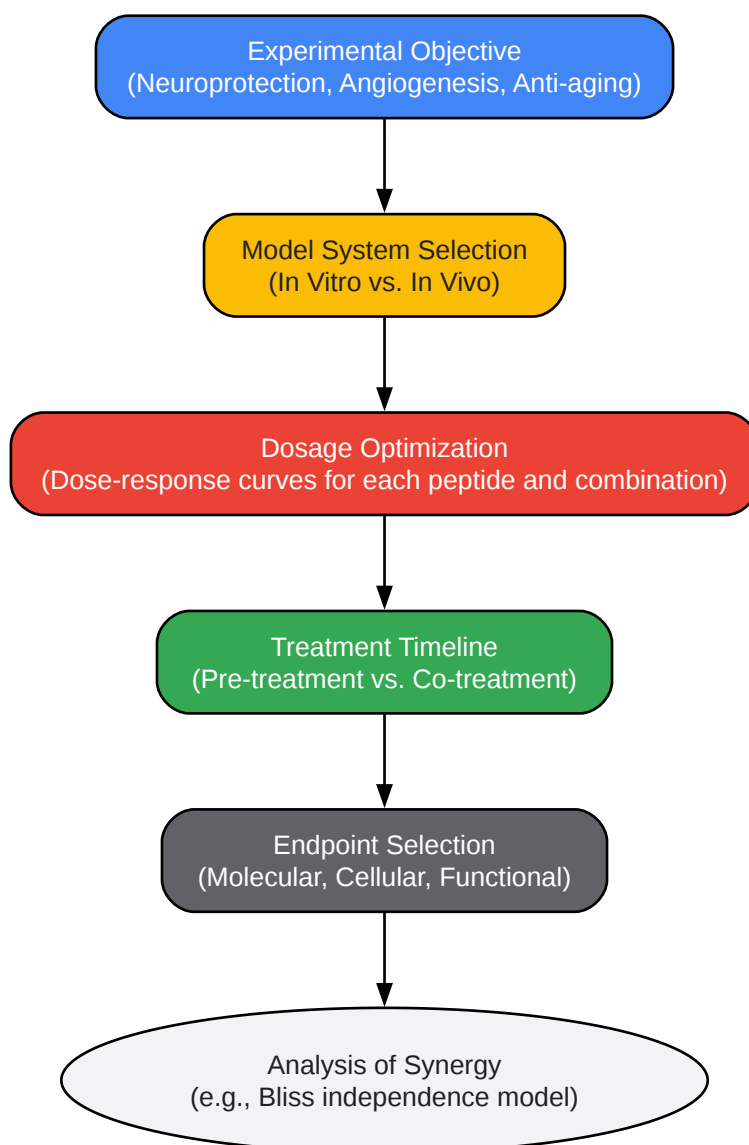 Experimental Objective
(Neuroprotection, Angiogenesis, Anti-aging)
Model System Selection
(In Vitro vs. In Vivo)
Dosage Optimization
(Dose-response curves for each peptide and combination)
Treatment Timeline
(Pre-treatment vs. Co-treatment)
Endpoint Selection
(Molecular, Cellular, Functional)
Analysis of Synergy
(e.g., Bliss independence model)